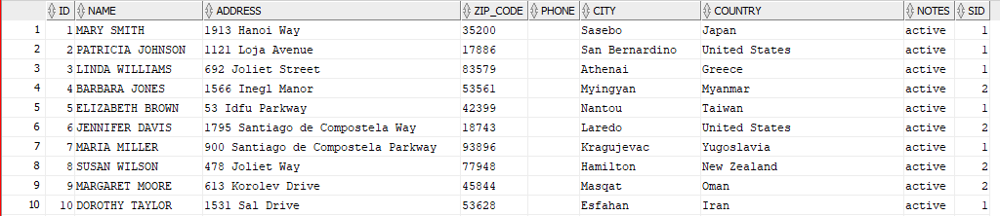 ID NAME ADDRESS ZIP_CODE PHONE CITY COUNTRY NOTES SID
1 1 MARY SMITH 1913 Hanoi Way 35200 Sasebo Japan active 1
2 2 PATRICIA JOHNSON 1121 Loja Avenue 17886 San Bernardino United States active 1
3 3 LINDA WILLIAMS 692 Joliet Street 83579 Athenai Greece active 1
4 4 BARBARA JONES 1566 Inegl Manor 53561 Myingyan Myanmar active 2
5 5 ELIZABETH BROWN 53 Idfu Parkway 42399 Nantou Taiwan active 1
6 6 JENNIFER DAVIS 1795 Santiago de Compostela Way 18743 Laredo United States active 2
7 7 MARIA MILLER 900 Santiago de Compostela Parkway 93896 Kragujevac Yugoslavia active 1
8 8 SUSAN WILSON 478 Joliet Way 77948 Hamilton New Zealand active 2
9 9 MARGARET MOORE 613 Korolev Drive 45844 Masqat Oman active 2
10 10 DOROTHY TAYLOR 1531 Sal Drive 53628 Esfahan Iran active 1